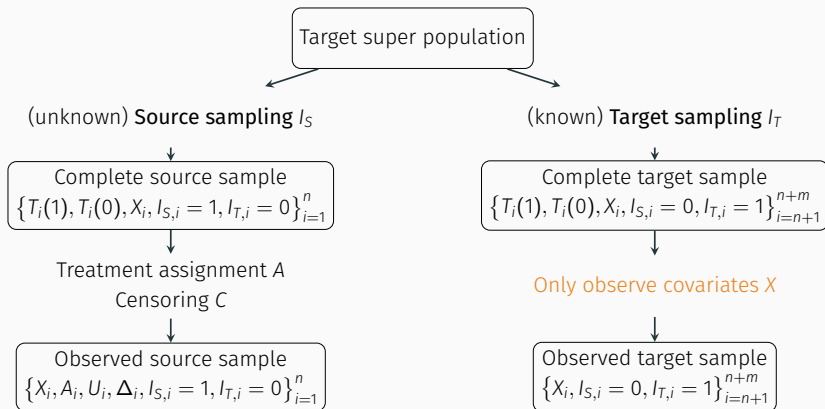 Target super population
(unknown) Source sampling I_S
(known) Target sampling I_T
Complete source sample
{T_i(1), T_i(0), X_i, I_{S,i} = 1, I_{T,i} = 0}_{i=1}^{n}
Complete target sample
{T_i(1), T_i(0), X_i, I_{S,i} = 0, I_{T,i} = 1}_{i=n+1}^{n+m}
Treatment assignment A
Censoring C
Only observe covariates X
Observed source sample
{X_i, A_i, U_i, Δ_i, I_{S,i} = 1, I_{T,i} = 0}_{i=1}^{n}
Observed target sample
{X_i, I_{S,i} = 0, I_{T,i} = 1}_{i=n+1}^{n+m}